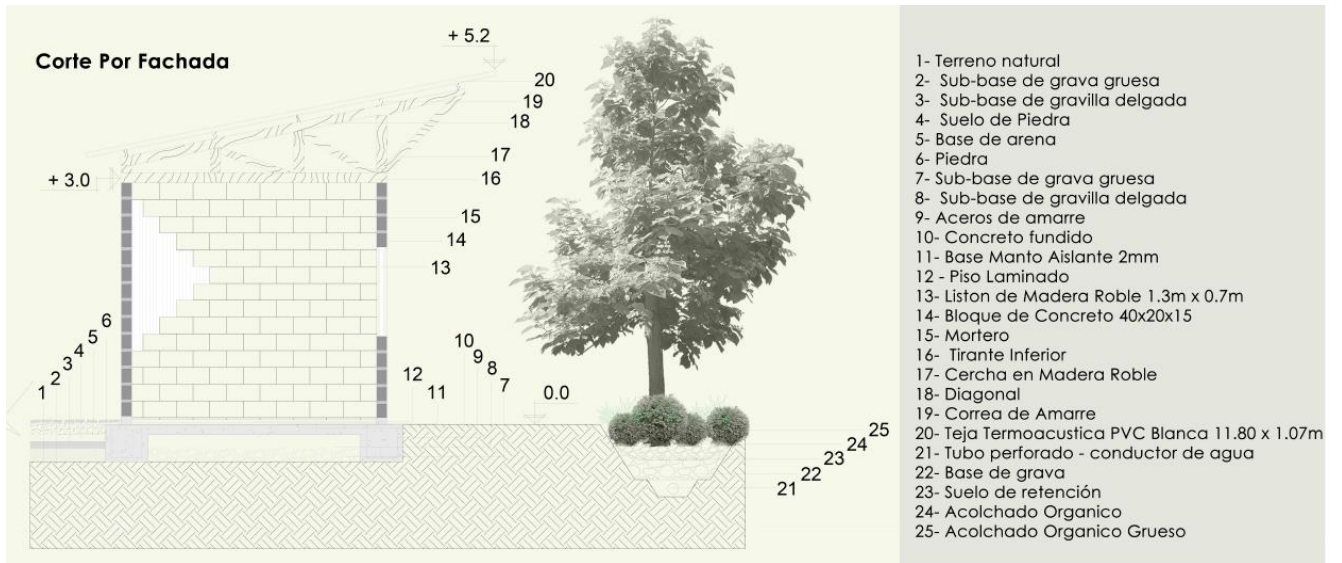 Corte Por Fachada
+ 5.2
20
19
18
17
16
+ 3.0
15
14
13
6
5
4
3
2
1
10
9
8
7
12
11
0.0
25
24
23
22
21
1- Terreno natural
2- Sub-base de grava gruesa
3- Sub-base de gravilla delgada
4- Suelo de Piedra
5- Base de arena
6- Piedra
7- Sub-base de grava gruesa
8- Sub-base de gravilla delgada
9- Aceros de amarre
10- Concreto fundido
11- Base Manto Aislante 2mm
12 - Piso Laminado
13- Liston de Madera Roble 1.3m x 0.7m
14- Bloque de Concreto 40x20x15
15- Mortero
16- Tirante Inferior
17- Cercha en Madera Roble
18- Diagonal
19- Correa de Amarre
20- Teja Termoacustica PVC Blanca 11.80 x 1.07m
21- Tubo perforado - conductor de agua
22- Base de grava
23- Suelo de retención
24- Acolchado Organico
25- Acolchado Organico Grueso